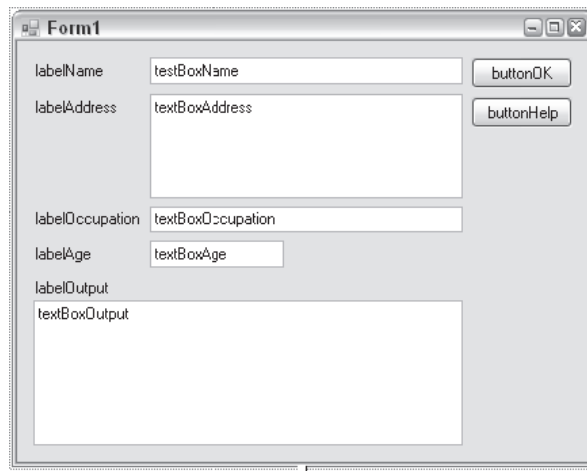 Form1
labelName testBoxName buttonOK
labelAddress textBoxAddress buttonHelp
labelOccupation textBoxOccupation
labelAge textBoxAge
labelOutput
textBoxOutput